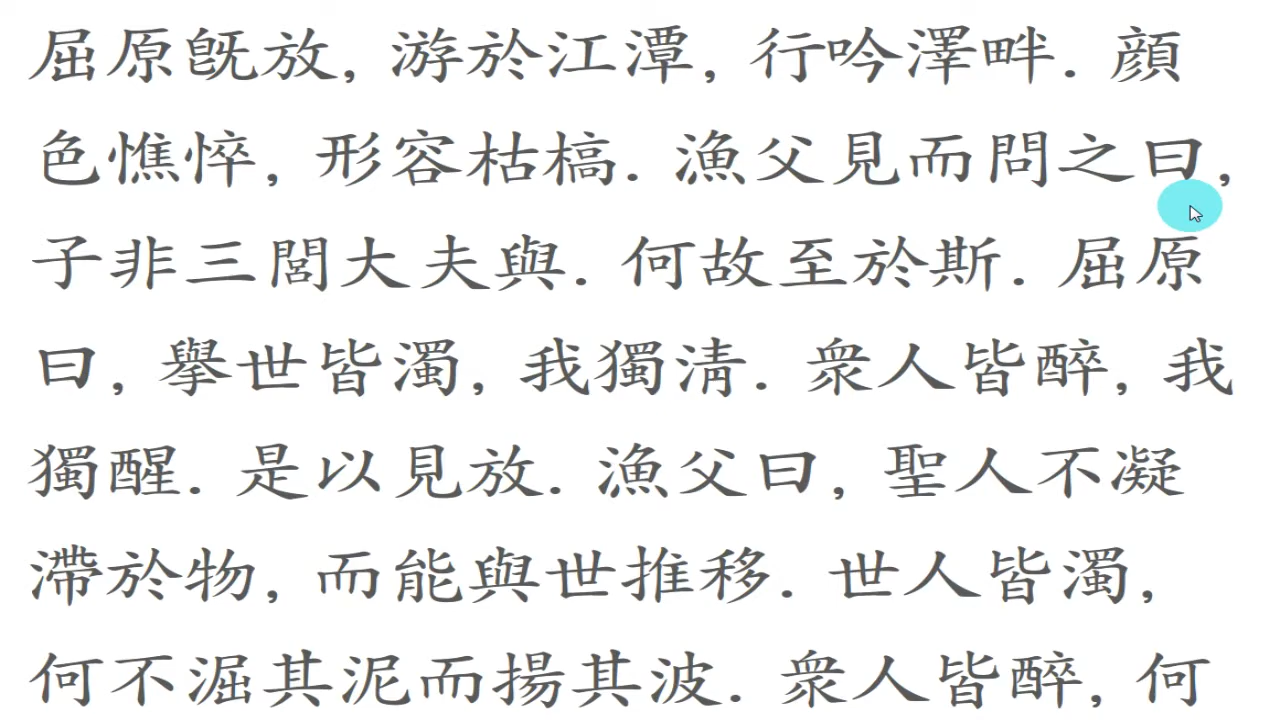 屈原旣放, 游於江潭, 行吟澤畔. 顔
色憔悴, 形容枯槁. 漁父見而問之曰,
子非三閭大夫與. 何故至於斯. 屈原
曰, 擧世皆濁, 我獨淸. 衆人皆醉, 我
獨醒. 是以見放. 漁父曰, 聖人不凝
滯於物, 而能與世推移. 世人皆濁,
何不淈其泥而揚其波. 衆人皆醉, 何